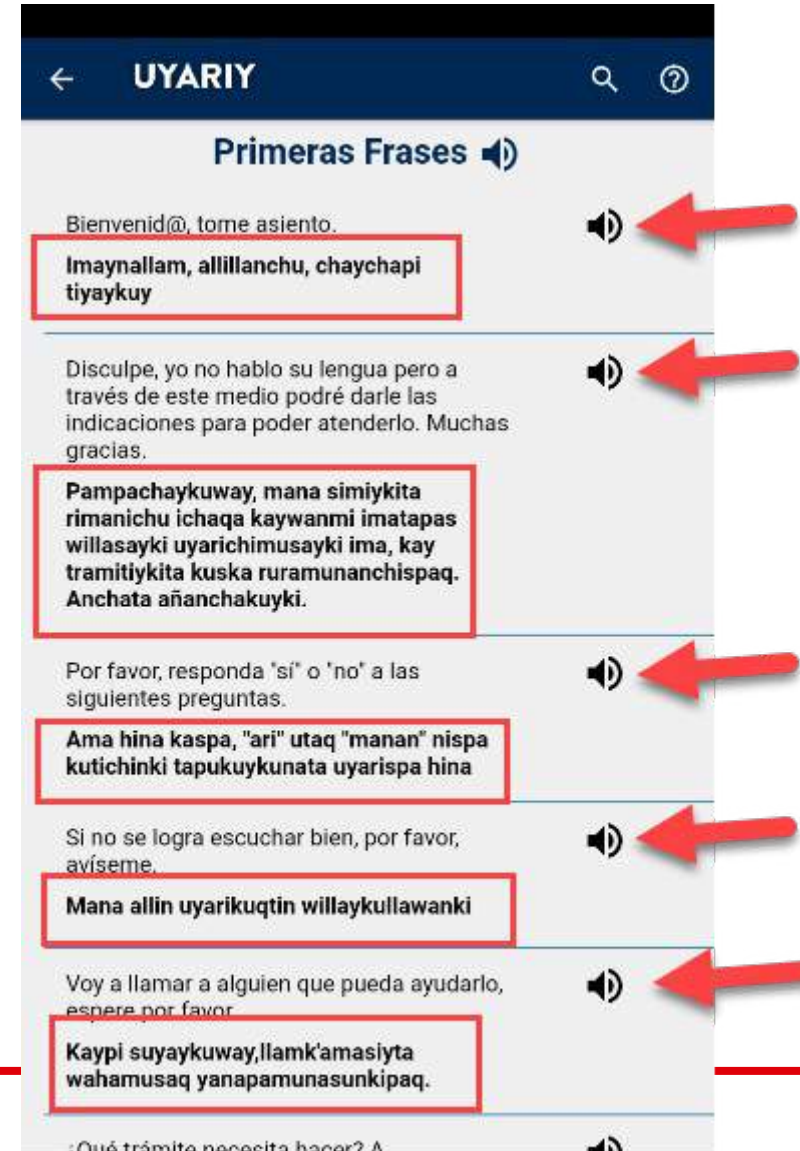 UYARIY
Primeras Frases
Bienvenid@, tome asiento.
Imaynallam, allillanchu, chaychapi
tiyaykuy
Disculpe, yo no hablo su lengua pero a
través de este medio podré darle las
indicaciones para poder atenderlo. Muchas
gracias.
Pampachaykuway, mana simiykita
rimanichu ichaqa kaywanmi imatapas
willasayki uyarichimusayki ima, kay
tramitiykita kuska ruramunanchispaq.
Anchata añanchakuyki.
Por favor, responda "sí" o "no" a las
siguientes preguntas.
Ama hina kaspa, "ari" utaq "manan" nispa
kutichinki tapukuykunata uyarispa hina
Si no se logra escuchar bien, por favor,
avíseme.
Mana allin uyarikuqtin willaykullawanki
Voy a llamar a alguien que pueda ayudarlo,
espere por favor
Kaypi suyaykuway,llamk'amasiyta
wahamusaq yanapamunasunkipaq.
¿Qué trámite necesita hacer? A